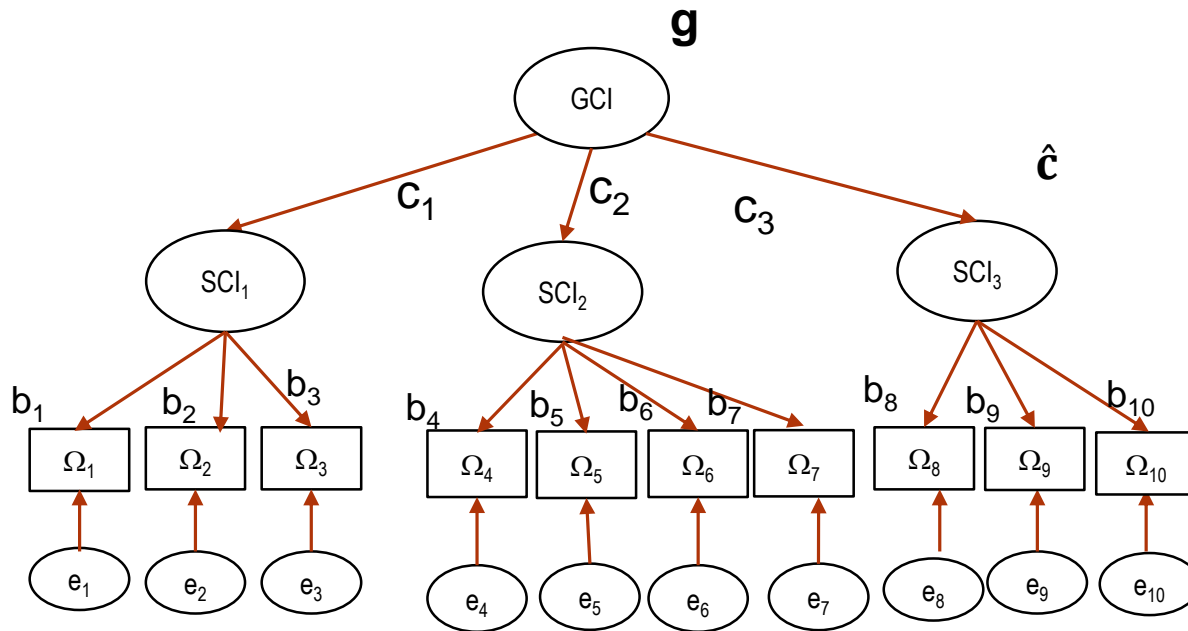 g
GCI
ĉ
c₁
c₂
c₃
SCI₁
SCI₂
SCI₃
b₁
b₂
b₃
b₄
b₅
b₆
b₇
b₈
b₉
b₁₀
Ω₁
Ω₂
Ω₃
Ω₄
Ω₅
Ω₆
Ω₇
Ω₈
Ω₉
Ω₁₀
e₁
e₂
e₃
e₄
e₅
e₆
e₇
e₈
e₉
e₁₀